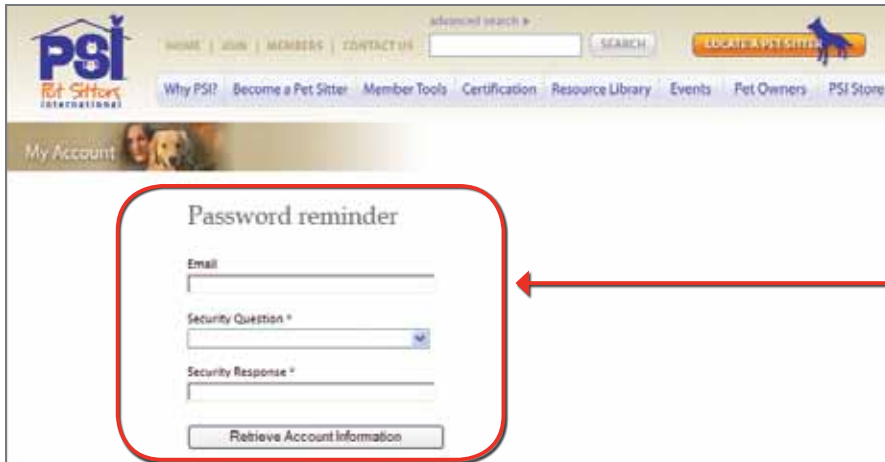 PSI
Pet Sitters
International
advanced search
HOME | JOIN | MEMBERS | CONTACT US
SEARCH
LOCATE A PET SITTER
Why PSI? Become a Pet Sitter Member Tools Certification Resource Library Events Pet Owners PSI Store
My Account
Password reminder
Email
Security Question *
Security Response *
Retrieve Account Information